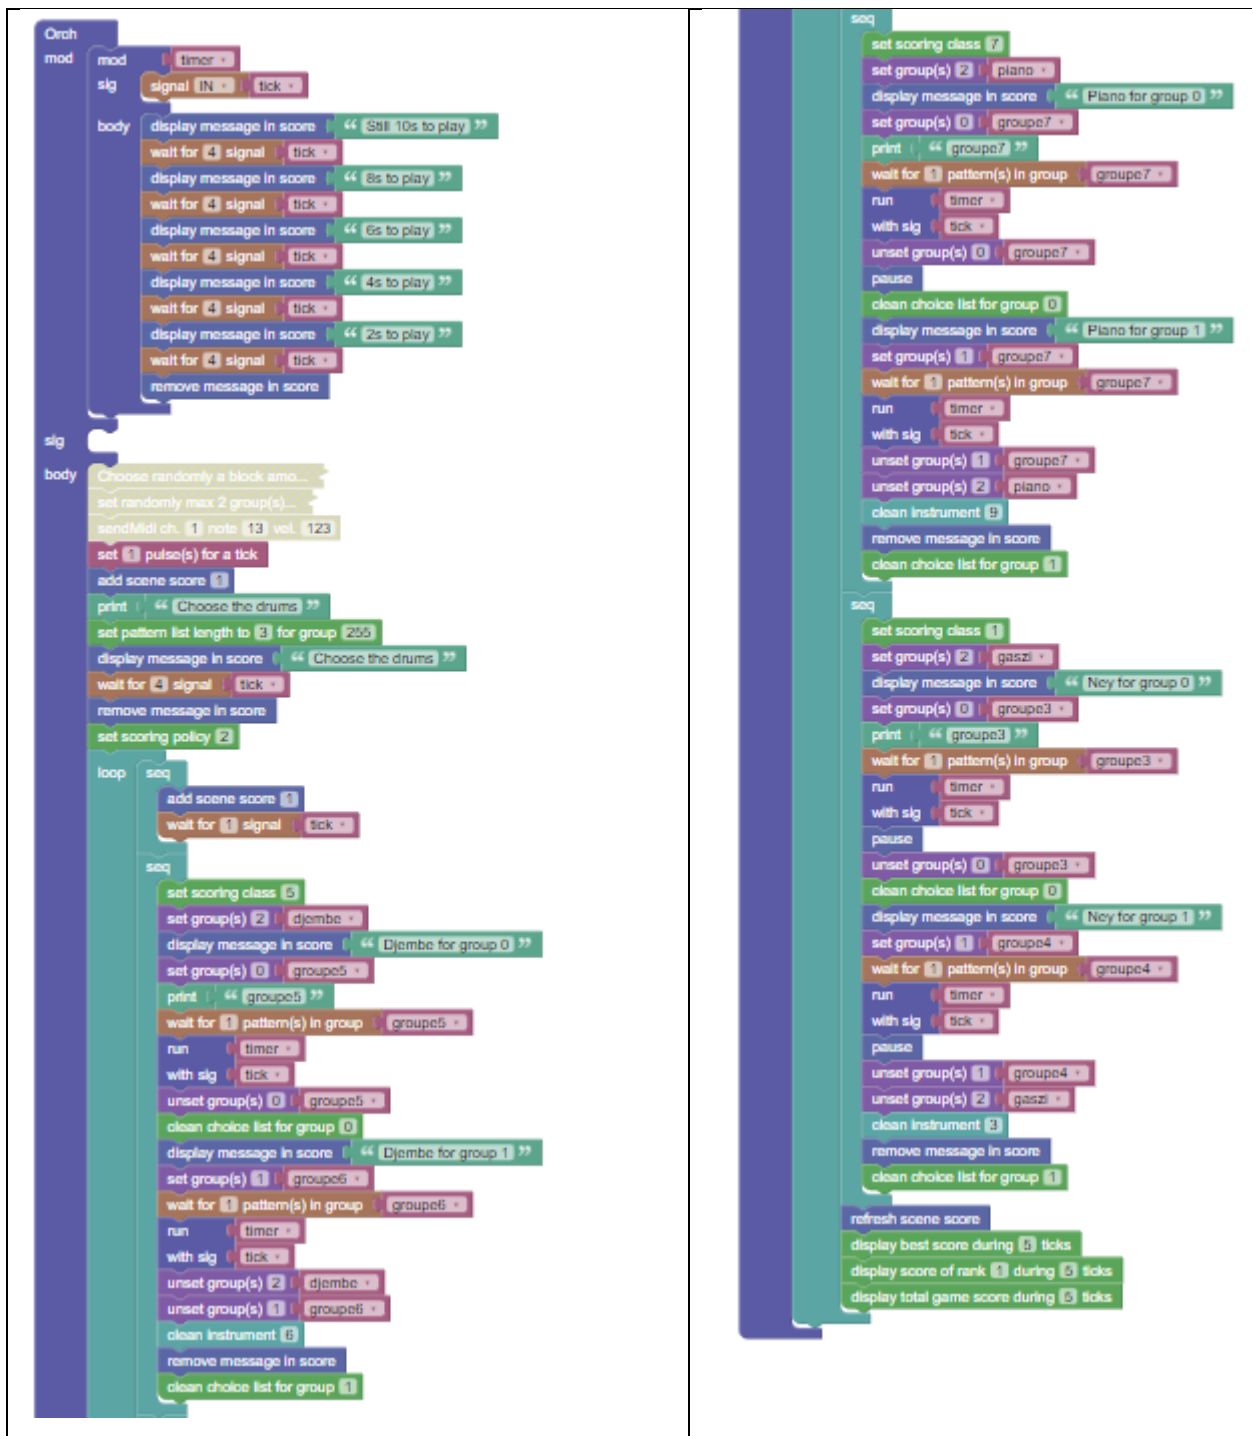 Orch
mod mod timer
sig signal IN tick
body display message in score “ Still 10s to play ”
wait for 4 signal tick
display message in score “ 8s to play ”
wait for 4 signal tick
display message in score “ 6s to play ”
wait for 4 signal tick
display message in score “ 4s to play ”
wait for 4 signal tick
display message in score “ 2s to play ”
wait for 4 signal tick
remove message in score
sig
body Choose randomly a block amo...
set randomly max 2 group(s)...
sendMidi ch. 1 note 13 vel. 123
set 1 pulse(s) for a tick
add scene score 1
print “ Choose the drums ”
set pattern list length to 3 for group 255
display message in score “ Choose the drums ”
wait for 4 signal tick
remove message in score
set scoring policy 2
loop seq
add scene score 1
wait for 1 signal tick
seq
set scoring class 5
set group(s) 2 djembe
display message in score “ Djembe for group 0 ”
set group(s) 0 groupe5
print “ groupe5 ”
wait for 1 pattern(s) in group groupe5
run timer
with sig tick
unset group(s) 0 groupe5
clean choice list for group 0
display message in score “ Djembe for group 1 ”
set group(s) 1 groupe6
wait for 1 pattern(s) in group groupe6
run timer
with sig tick
unset group(s) 2 djembe
unset group(s) 1 groupe6
clean instrument 6
remove message in score
clean choice list for group 1
seq
set scoring class 7
set group(s) 2 piano
display message in score “ Piano for group 0 ”
set group(s) 0 groupe7
print “ groupe7 ”
wait for 1 pattern(s) in group groupe7
run timer
with sig tick
unset group(s) 0 groupe7
pause
clean choice list for group 0
display message in score “ Piano for group 1 ”
set group(s) 1 groupe7
wait for 1 pattern(s) in group groupe7
run timer
with sig tick
unset group(s) 1 groupe7
unset group(s) 2 piano
clean instrument 9
remove message in score
clean choice list for group 1
seq
set scoring class 1
set group(s) 2 gaszi
display message in score “ Ney for group 0 ”
set group(s) 0 groupe3
print “ groupe3 ”
wait for 1 pattern(s) in group groupe3
run timer
with sig tick
pause
unset group(s) 0 groupe3
clean choice list for group 0
display message in score “ Ney for group 1 ”
set group(s) 1 groupe4
wait for 1 pattern(s) in group groupe4
run timer
with sig tick
pause
unset group(s) 1 groupe4
unset group(s) 2 gaszi
clean instrument 3
remove message in score
clean choice list for group 1
refresh scene score
display best score during 5 ticks
display score of rank 1 during 5 ticks
display total game score during 5 ticks